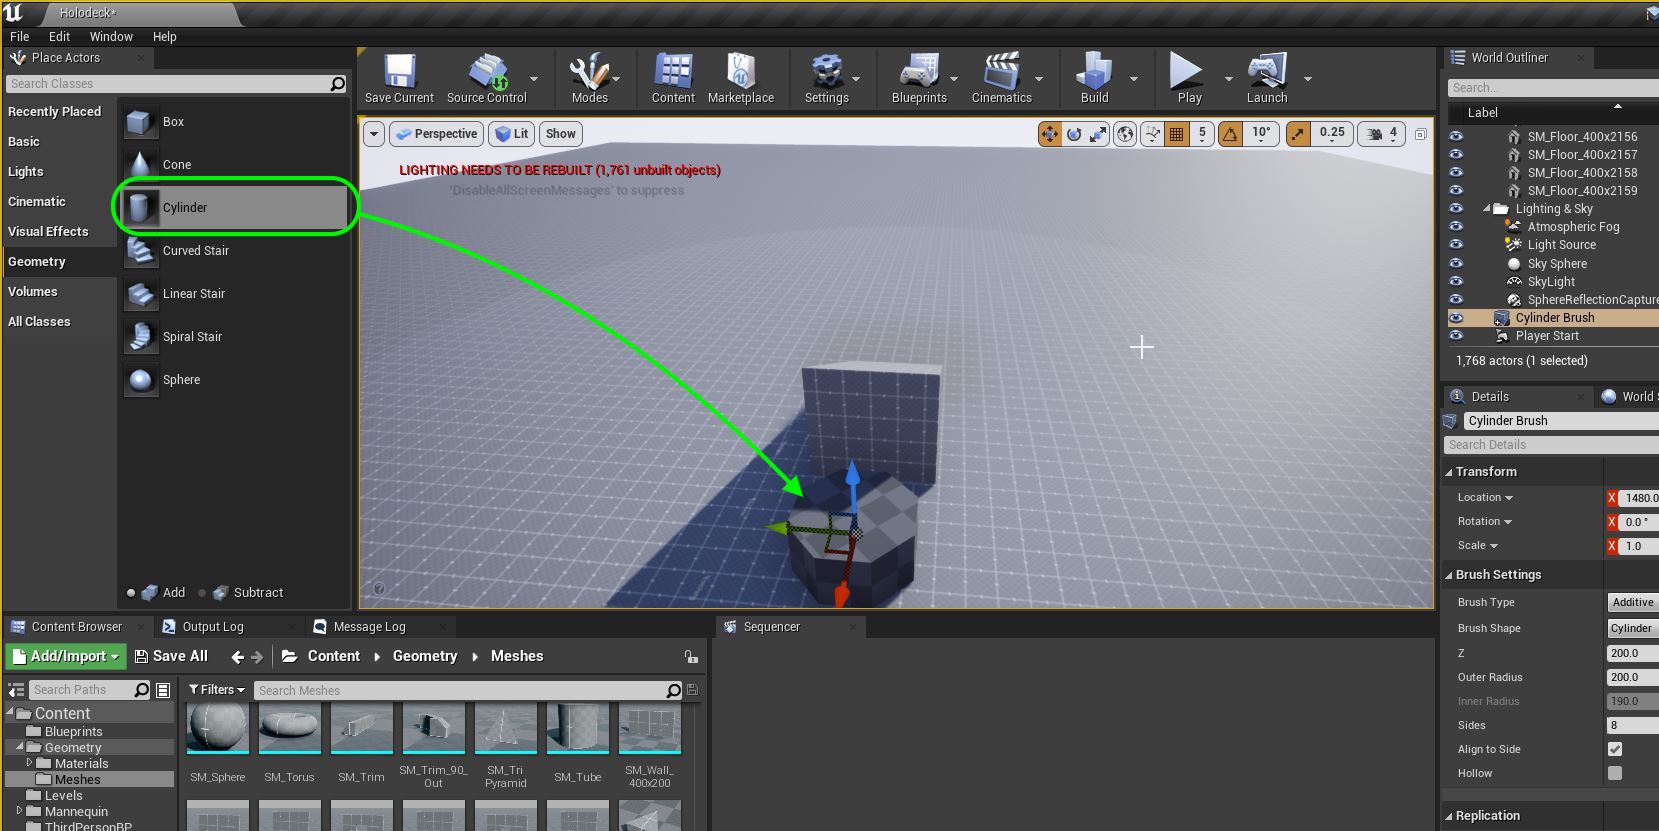 Holodeck*
File Edit Window Help
Place Actors
Search Classes
Recently Placed
Basic
Lights
Cinematic
Visual Effects
Geometry
Volumes
All Classes
Box
Cone
Cylinder
Curved Stair
Linear Stair
Spiral Stair
Sphere
Add Subtract
Save Current Source Control Modes Content Marketplace Settings Blueprints Cinematics Build Play Launch
Perspective Lit Show 5 10° 0.25 4
LIGHTING NEEDS TO BE REBUILT (1,761 unbuilt objects)
'DisableAllScreenMessages' to suppress
World Outliner
Search...
Label
SM_Floor_400x2156
SM_Floor_400x2157
SM_Floor_400x2158
SM_Floor_400x2159
Lighting & Sky
Atmospheric Fog
Light Source
Sky Sphere
SkyLight
SphereReflectionCapture
Cylinder Brush
Player Start
1,768 actors (1 selected)
Details World S
Cylinder Brush
Search Details
Transform
Location X 1480.0
Rotation X 0.0 °
Scale X 1.0
Brush Settings
Brush Type Additive
Brush Shape Cylinder
Z 200.0
Outer Radius 200.0
Inner Radius 190.0
Sides 8
Align to Side
Hollow
Replication
Content Browser Output Log Message Log Sequencer
Add/Import Save All Content Geometry Meshes
Search Paths Filters Search Meshes
Content
Blueprints
Geometry
Materials
Meshes
Levels
Mannequin
ThirdPersonBP
SM_Sphere SM_Torus SM_Trim SM_Trim_90_Out SM_Tri Pyramid SM_Tube SM_Wall_400x200